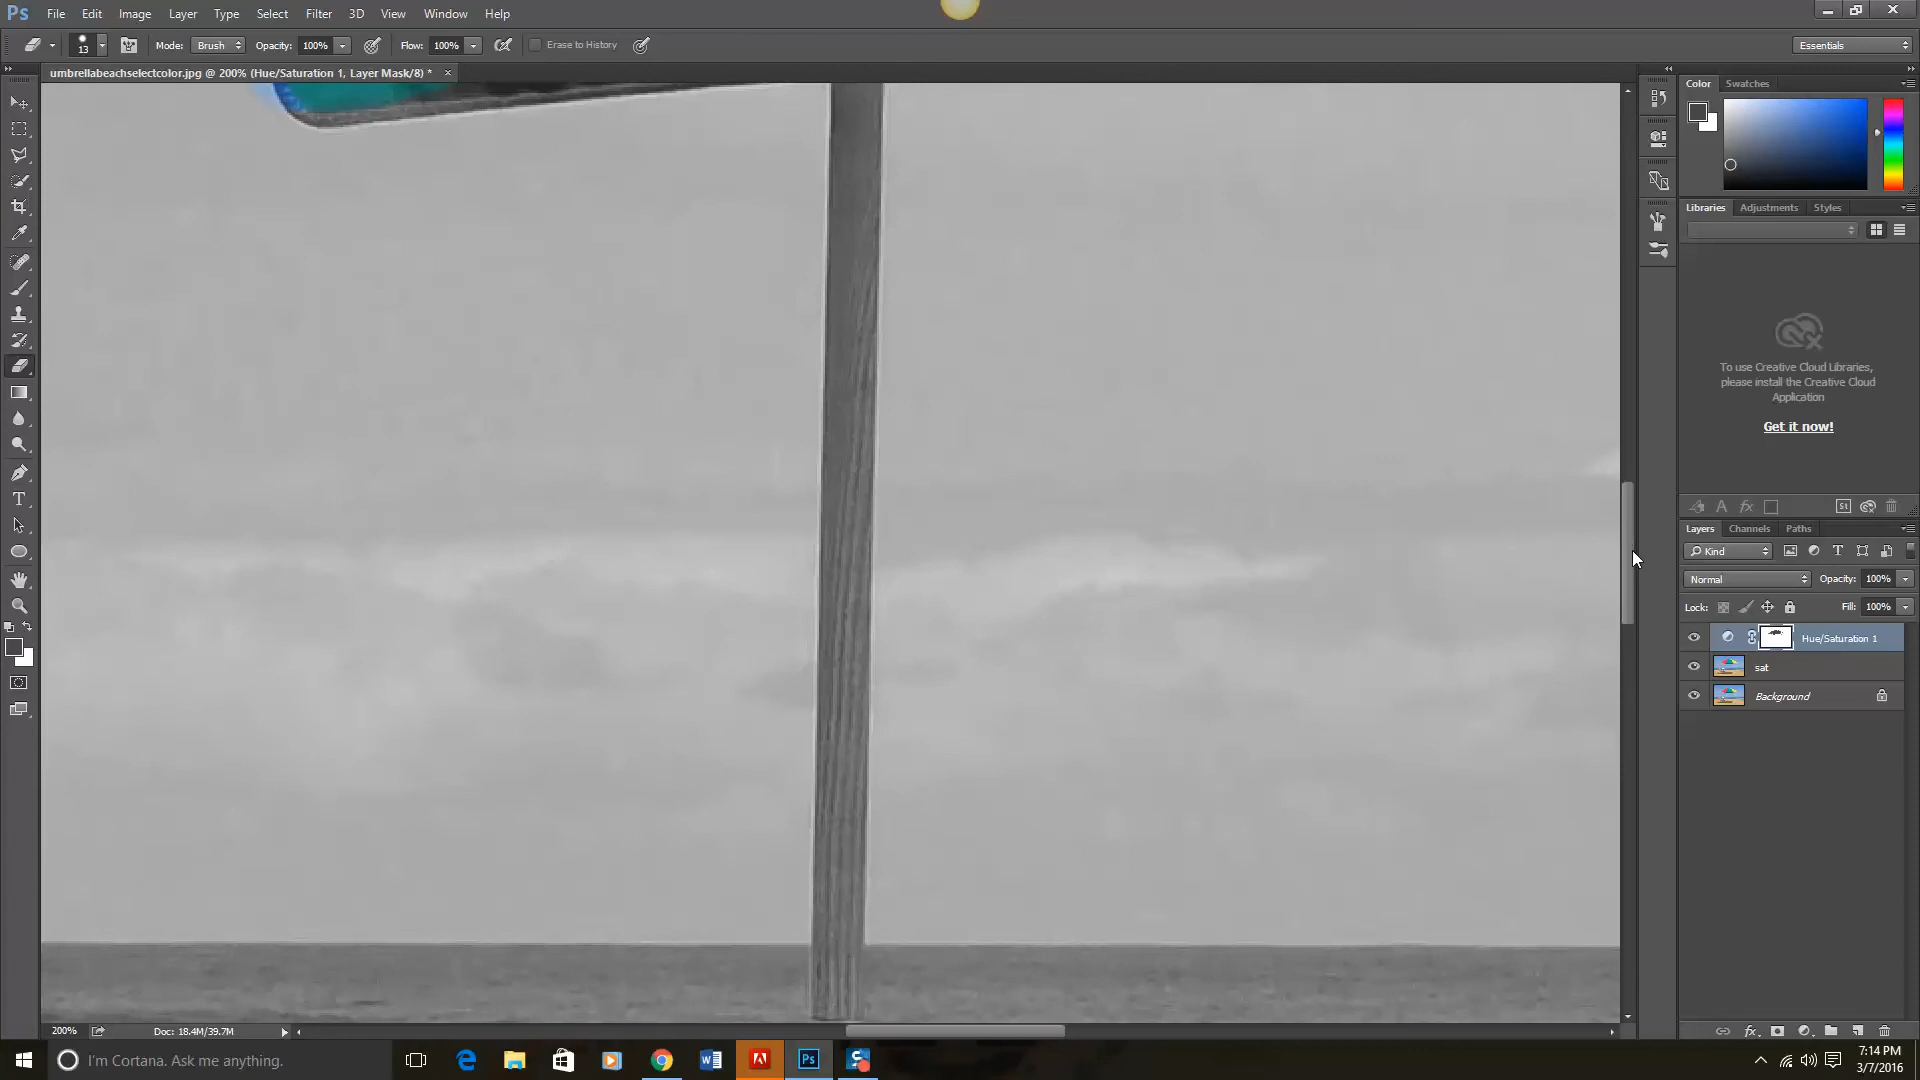 Ps File Edit Image Layer Type Select Filter 3D View Window Help
13 Mode: Brush Opacity: 100% Flow: 100% Erase to History Essentials
umbrellabeachselectcolor.jpg @ 200% (Hue/Saturation 1, Layer Mask/8) *
Color Swatches
Libraries Adjustments Styles
To use Creative Cloud Libraries,
please install the Creative Cloud
Application
Get it now!
St
Layers Channels Paths
Kind
Normal Opacity: 100%
Lock: Fill: 100%
Hue/Saturation 1
sat
Background
200% Doc: 18.4M/39.7M
I'm Cortana. Ask me anything.
7:14 PM
3/7/2016